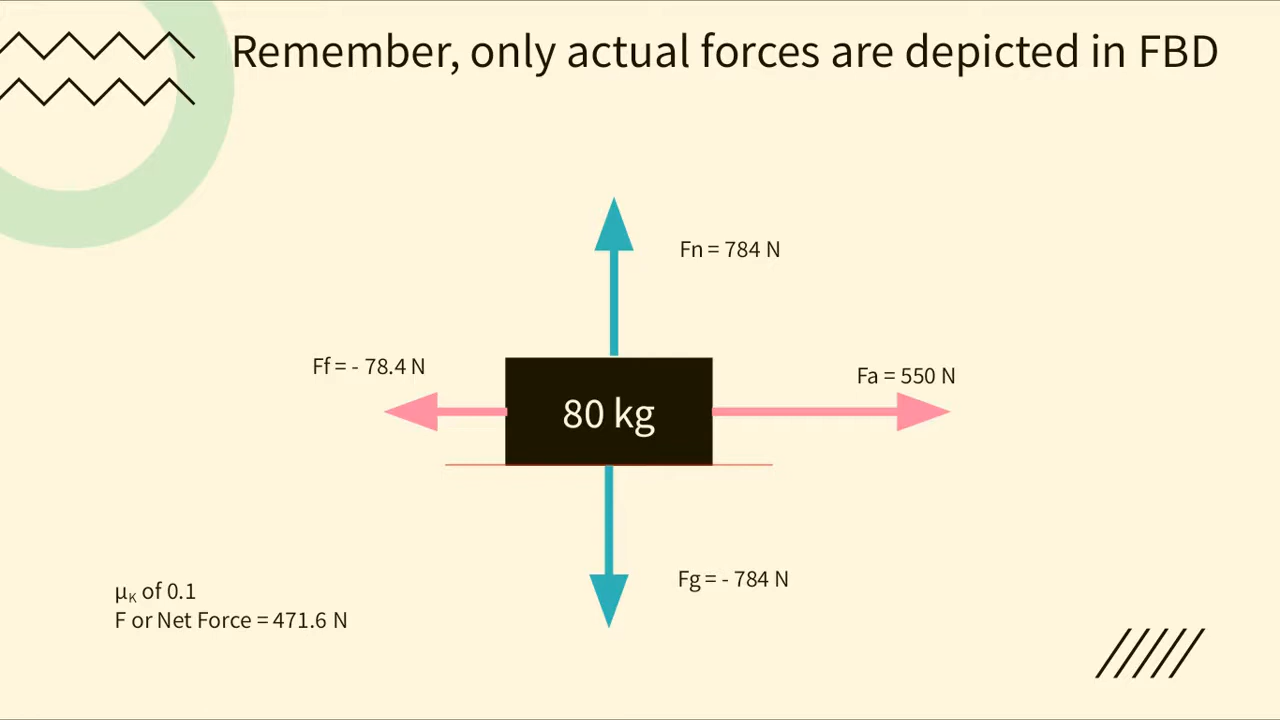 Remember, only actual forces are depicted in FBD
Fn = 784 N
Ff = - 78.4 N
Fa = 550 N
80 kg
Fg = - 784 N
μₖ of 0.1
F or Net Force = 471.6 N